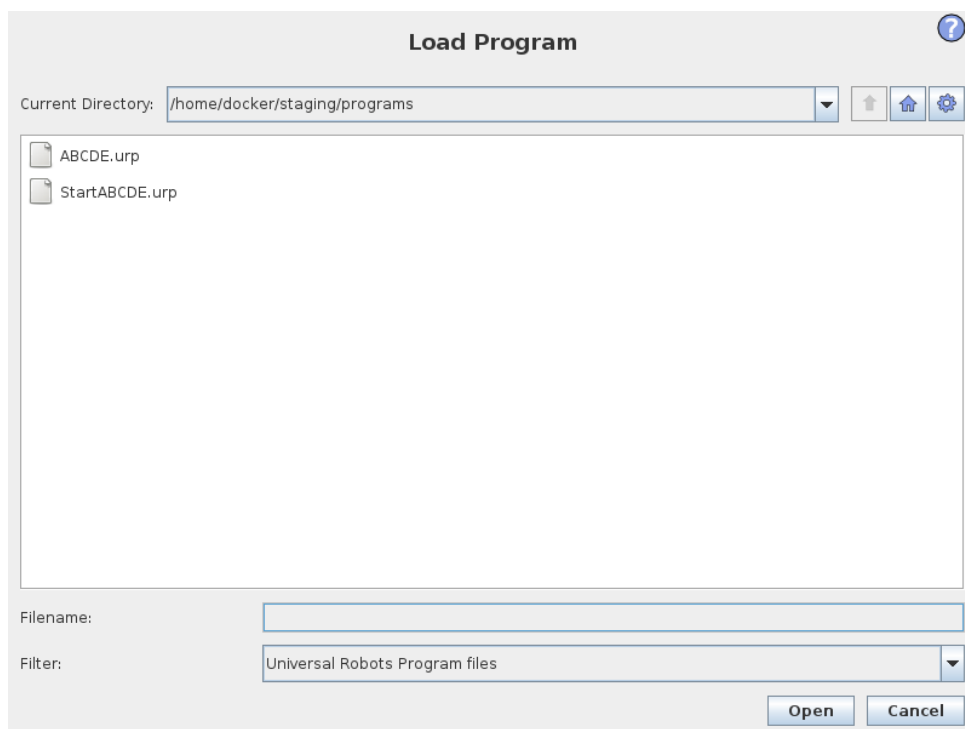 Load Program
?
Current Directory: /home/docker/staging/programs
ABCDE.urp
StartABCDE.urp
Filename:
Filter: Universal Robots Program files
Open Cancel